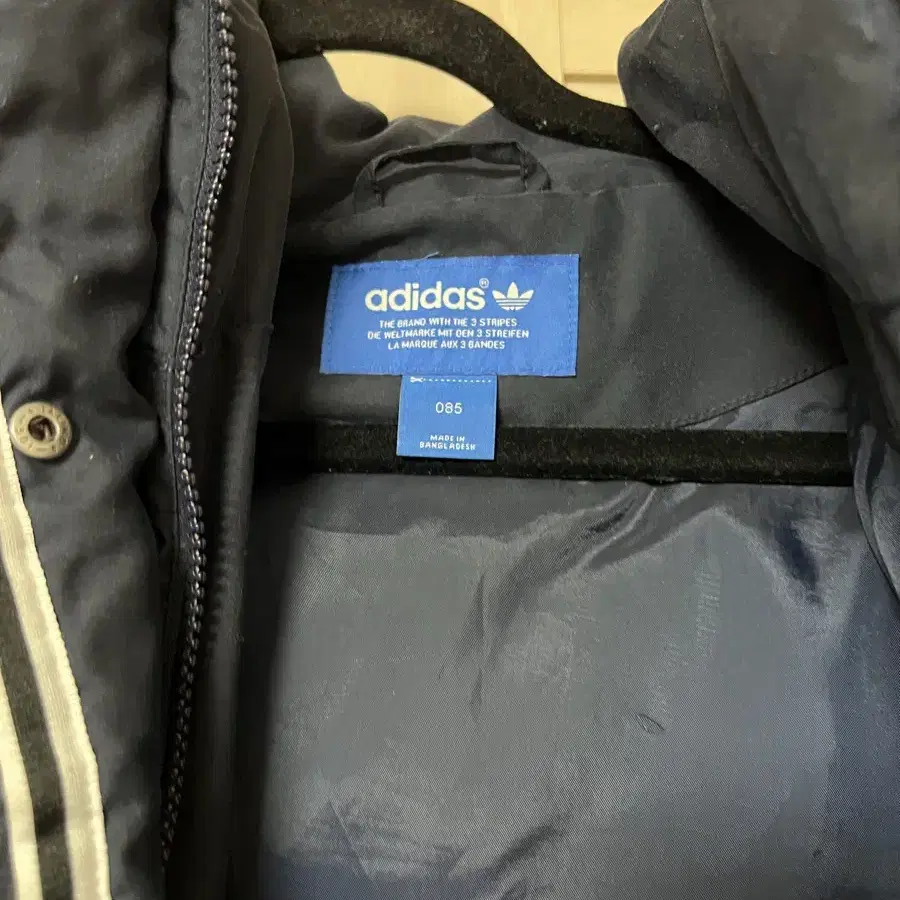 adidas®
THE BRAND WITH THE 3 STRIPES
DIE WELTMARKE MIT DEN 3 STREIFEN
LA MARQUE AUX 3 BANDES
085
MADE IN
BANGLADESH